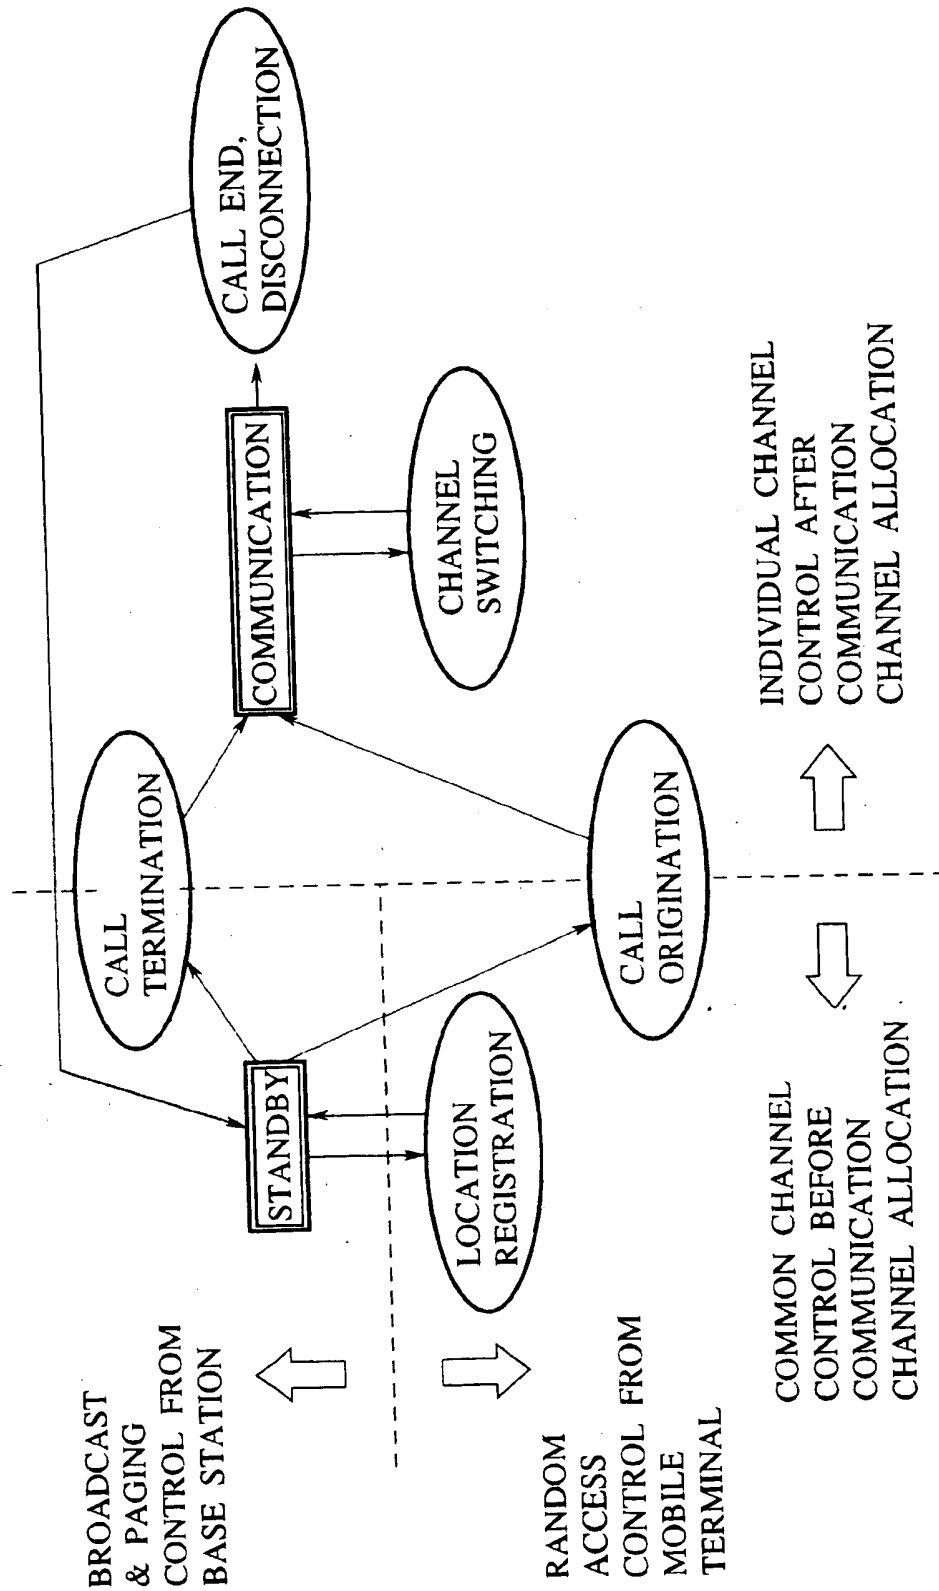 BROADCAST
& PAGING
CONTROL FROM
BASE STATION
RANDOM
ACCESS
CONTROL FROM
MOBILE
TERMINAL
STANDBY
LOCATION
REGISTRATION
CALL
TERMINATION
CALL
ORIGINATION
COMMUNICATION
CHANNEL
SWITCHING
CALL END,
DISCONNECTION
COMMON CHANNEL
CONTROL BEFORE
COMMUNICATION
CHANNEL ALLOCATION
INDIVIDUAL CHANNEL
CONTROL AFTER
COMMUNICATION
CHANNEL ALLOCATION